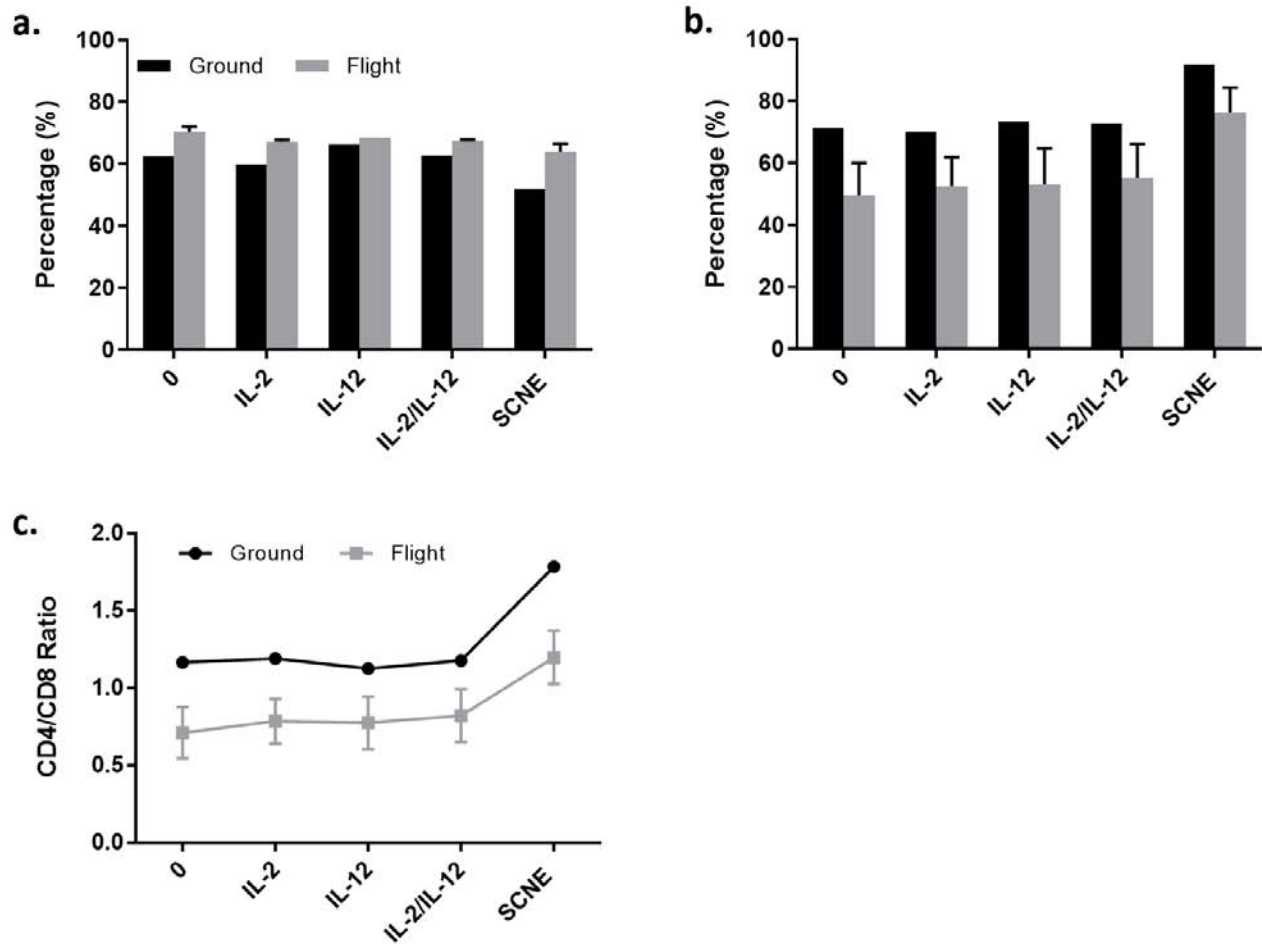 a.
Percentage (%)
100
80
60
40
20
0
Ground Flight
0 IL-2 IL-12 IL-2/IL-12 SCNE
b.
Percentage (%)
100
80
60
40
20
0
0 IL-2 IL-12 IL-2/IL-12 SCNE
c.
CD4/CD8 Ratio
2.0
1.5
1.0
0.5
0.0
Ground Flight
0 IL-2 IL-12 IL-2/IL-12 SCNE